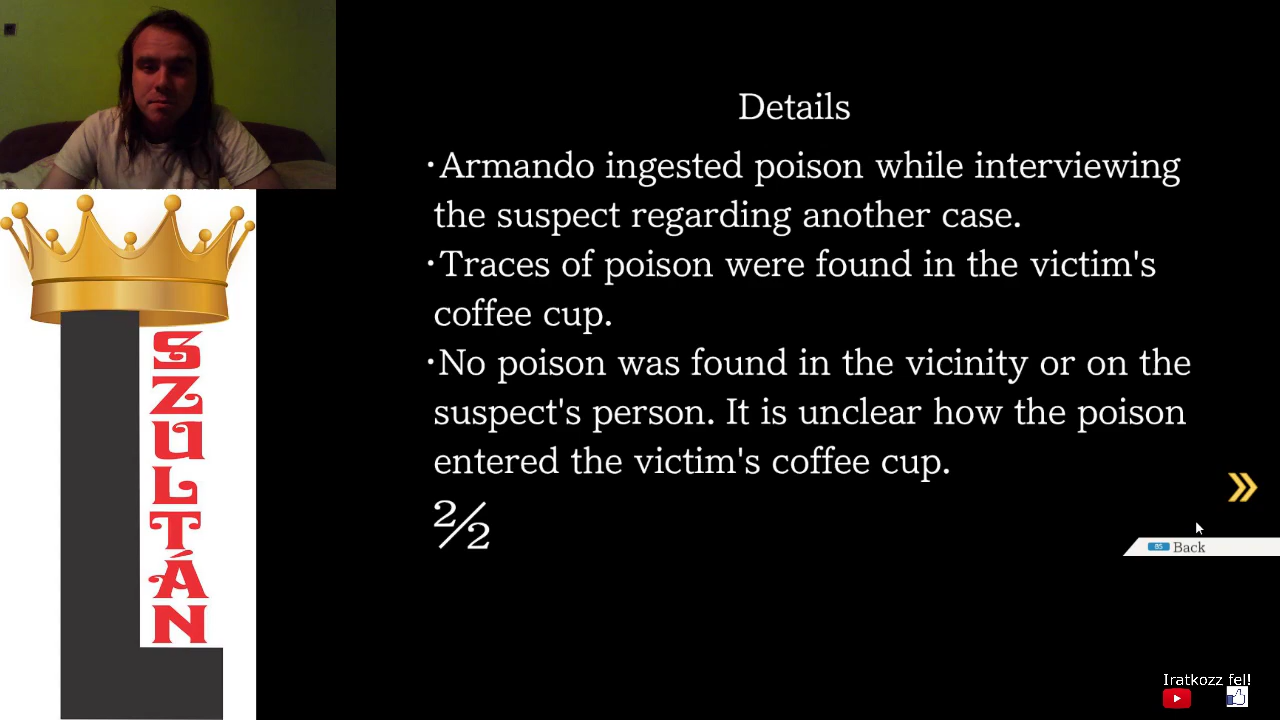 Details
·Armando ingested poison while interviewing
the suspect regarding another case.
·Traces of poison were found in the victim's
coffee cup.
·No poison was found in the vicinity or on the
suspect's person. It is unclear how the poison
entered the victim's coffee cup.
2/2
Back
L
SZULTÁN
Iratkozz fel!